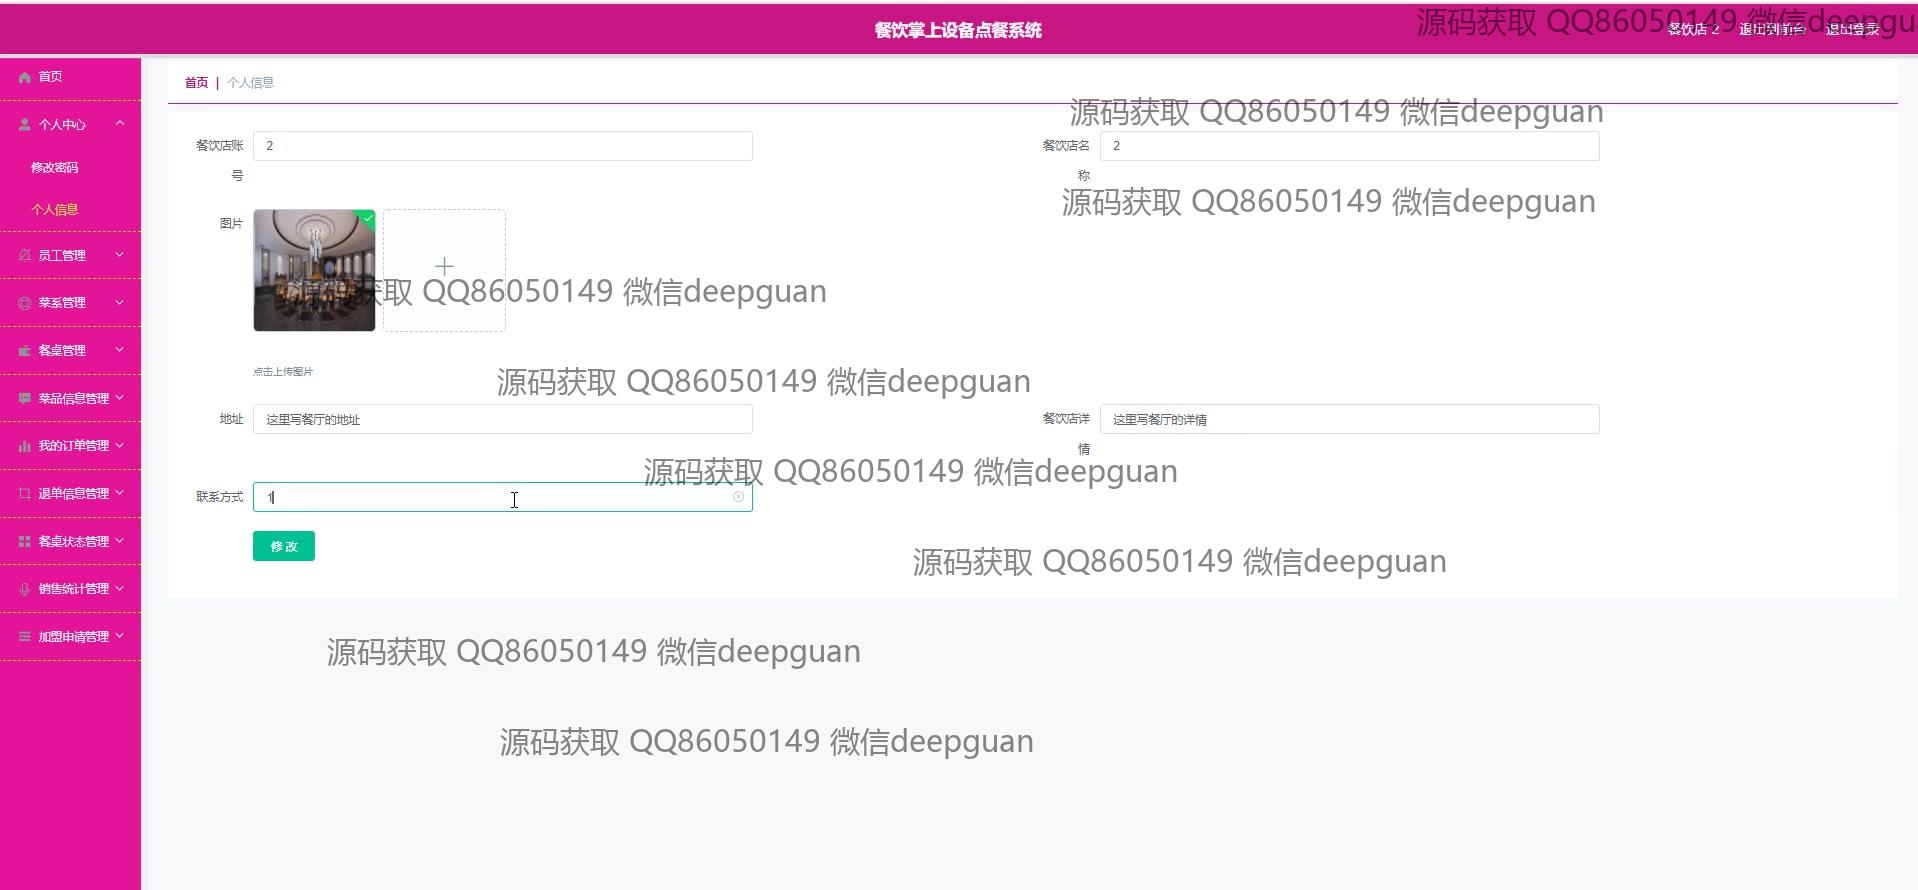 餐饮掌上设备点餐系统
源码获取 QQ86050149 微信deepgu
餐饮店 2 退出到前台 退出登录
首页
个人中心
修改密码
个人信息
员工管理
菜系管理
餐桌管理
菜品信息管理
我的订单管理
退单信息管理
餐桌状态管理
销售统计管理
加盟申请管理
首页 | 个人信息
源码获取 QQ86050149 微信deepguan
餐饮店账号 2
餐饮店名称 2
源码获取 QQ86050149 微信deepguan
图片
获取 QQ86050149 微信deepguan
点击上传图片
源码获取 QQ86050149 微信deepguan
地址 这里写餐厅的地址
餐饮店详情 这里写餐厅的详情
源码获取 QQ86050149 微信deepguan
联系方式 1
修改
源码获取 QQ86050149 微信deepguan
源码获取 QQ86050149 微信deepguan
源码获取 QQ86050149 微信deepguan